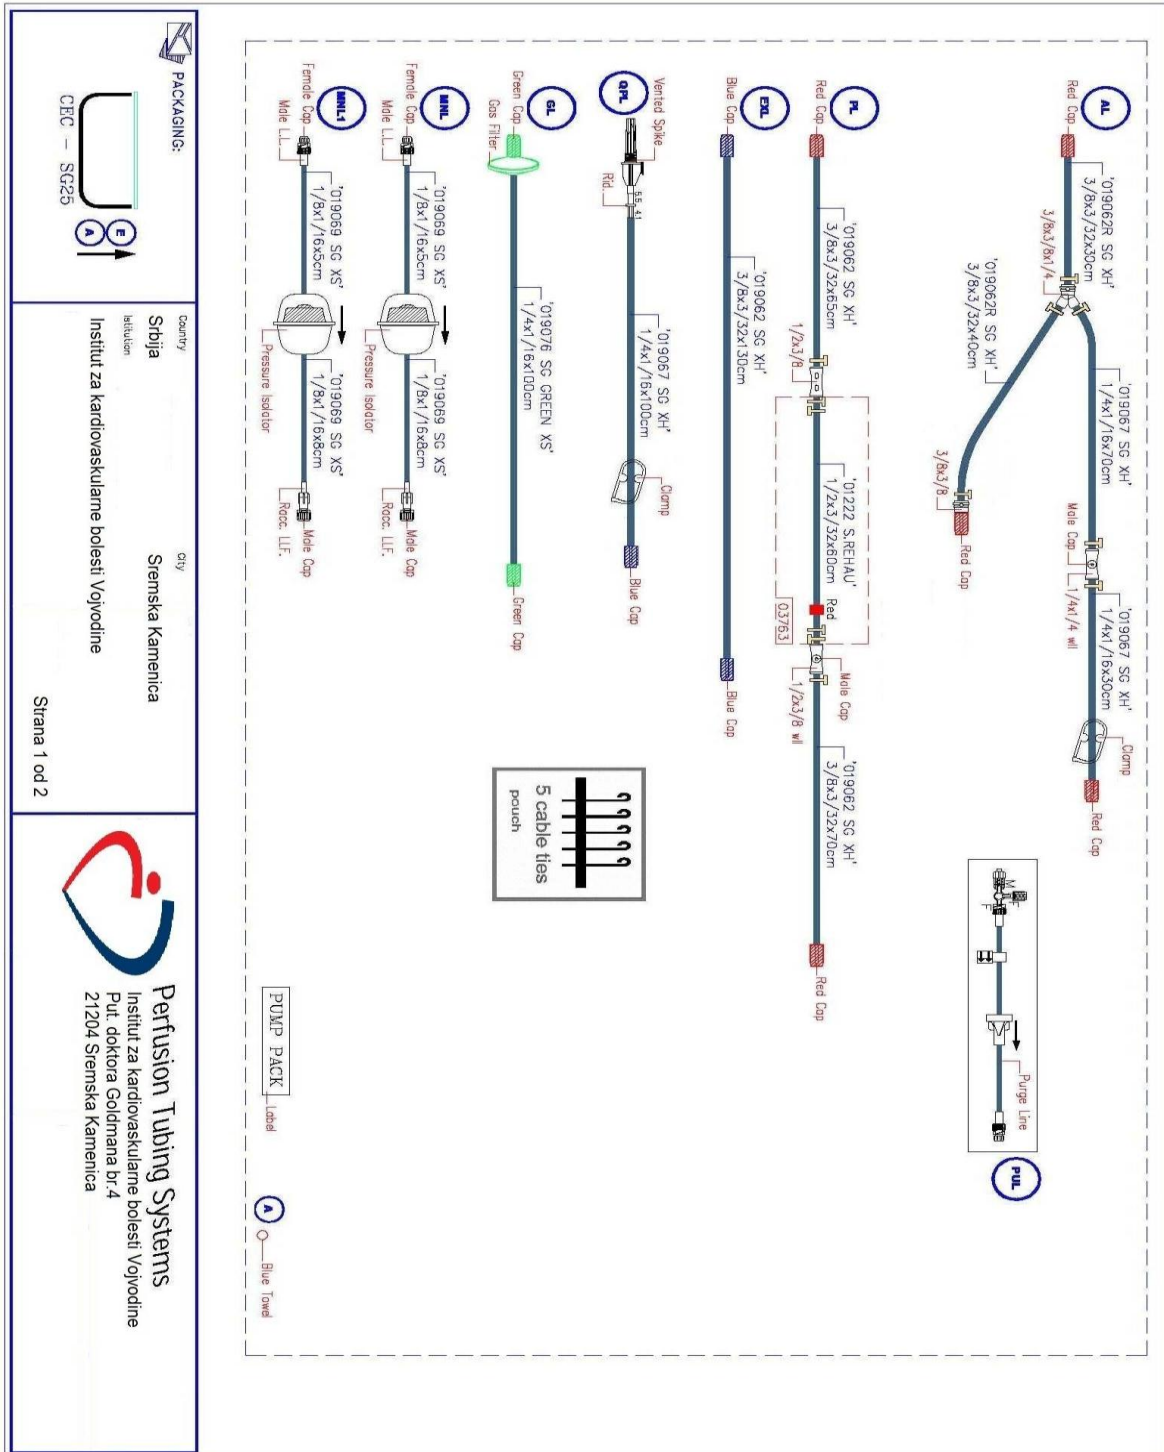 AL
Red Cap
'019062R SG XH'
3/8x3/32x30cm
3/8x3/8x1/4
'019067 SG XH'
1/4x1/16x70cm
Male Cap
1/4x1/4 wll
'019067 SG XH'
1/4x1/16x30cm
Clamp
Red Cap
'019062R SG XH'
3/8x3/32x40cm
3/8x3/8
Red Cap
M
F
F
Purge Line
PUL
PL
Red Cap
'019062 SG XH'
3/8x3/32x65cm
1/2x3/8
'01222 S.REHAU'
1/2x3/32x60cm
Red
03763
Male Cap
1/2x3/8 wll
'019062 SG XH'
3/8x3/32x70cm
Red Cap
EXL
Blue Cap
'019062 SG XH'
3/8x3/32x130cm
Blue Cap
QPL
Vented Spike
Rid.
5.5 4.1
'019067 SG XH'
1/4x1/16x100cm
Clamp
Blue Cap
GL
Green Cap
Gas Filter
'019076 SG GREEN XS'
1/4x1/16x100cm
Green Cap
5 cable ties
pouch
MNL
Female Cap
Male L.L.
'019069 SG XS'
1/8x1/16x5cm
Pressure Isolator
'019069 SG XS'
1/8x1/16x8cm
Male Cap
Racc. LLF.
MNL1
Female Cap
Male L.L.
'019069 SG XS'
1/8x1/16x5cm
Pressure Isolator
'019069 SG XS'
1/8x1/16x8cm
Male Cap
Racc. LLF.
PUMP PACK
Label
A
Blue Towel
PACKAGING:
CEC - SG25
E
A
Country
Srbija
City
Sremska Kamenica
Istitution
Institut za kardiovaskularne bolesti Vojvodine
Strana 1 od 2
Perfusion Tubing Systems
Institut za kardiovaskularne bolesti Vojvodine
Put. doktora Goldmana br.4
21204 Sremska Kamenica